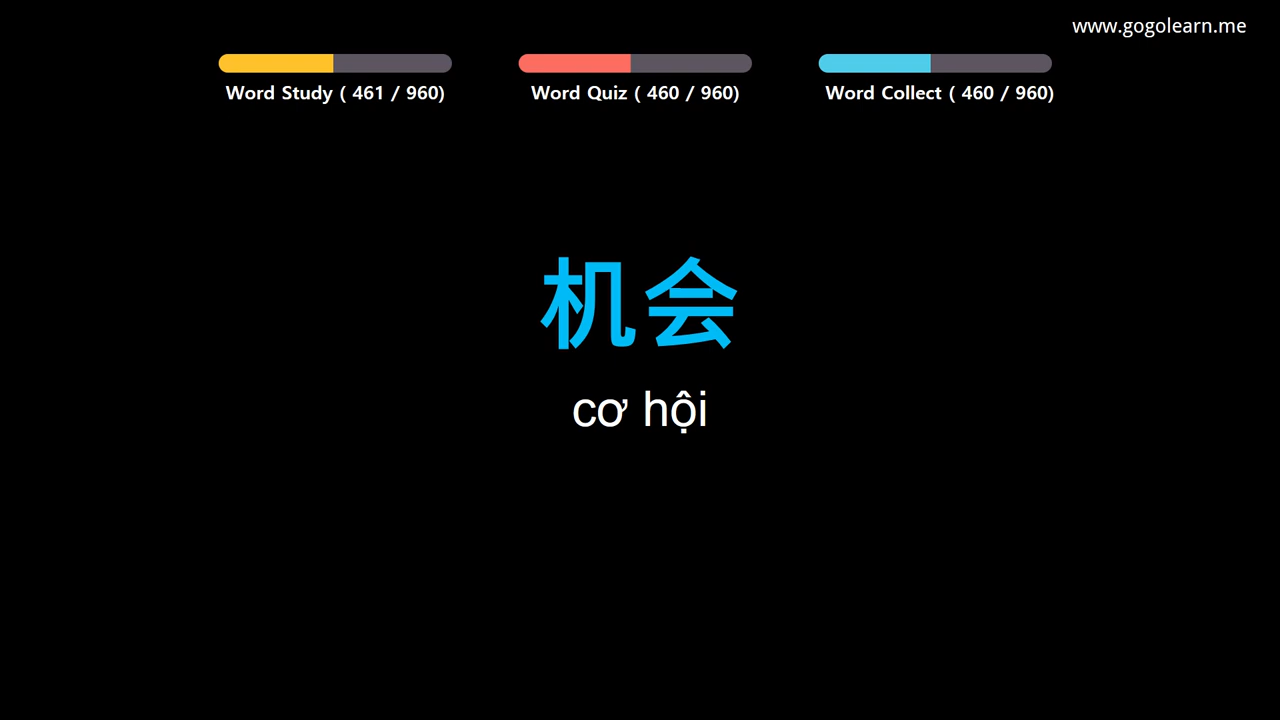 www.gogolearn.me
Word Study ( 461 / 960)
Word Quiz ( 460 / 960)
Word Collect ( 460 / 960)
机会
cơ hội